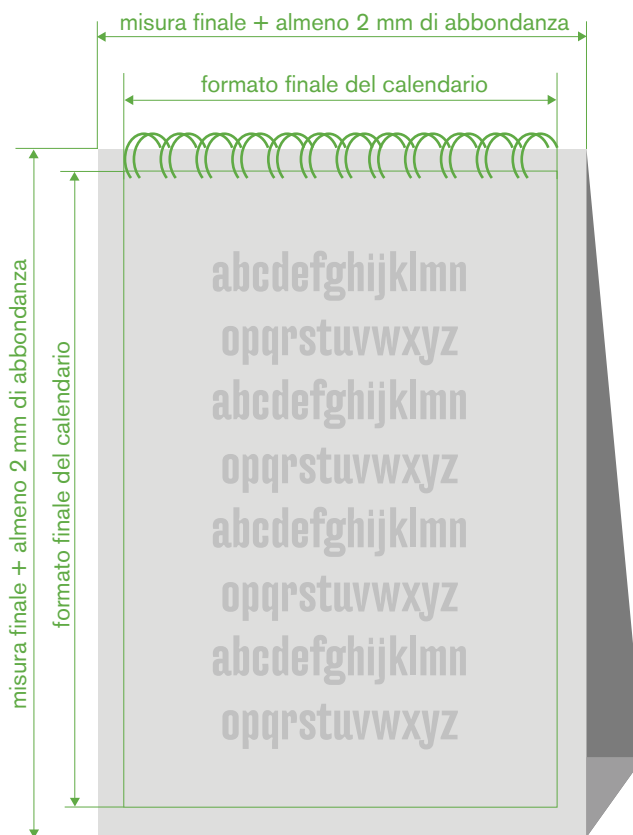 misura finale + almeno 2 mm di abbondanza
formato finale del calendario
misura finale + almeno 2 mm di abbondanza
formato finale del calendario
abcdefghijklmn
opqrstuvwxyz
abcdefghijklmn
opqrstuvwxyz
abcdefghijklmn
opqrstuvwxyz
abcdefghijklmn
opqrstuvwxyz